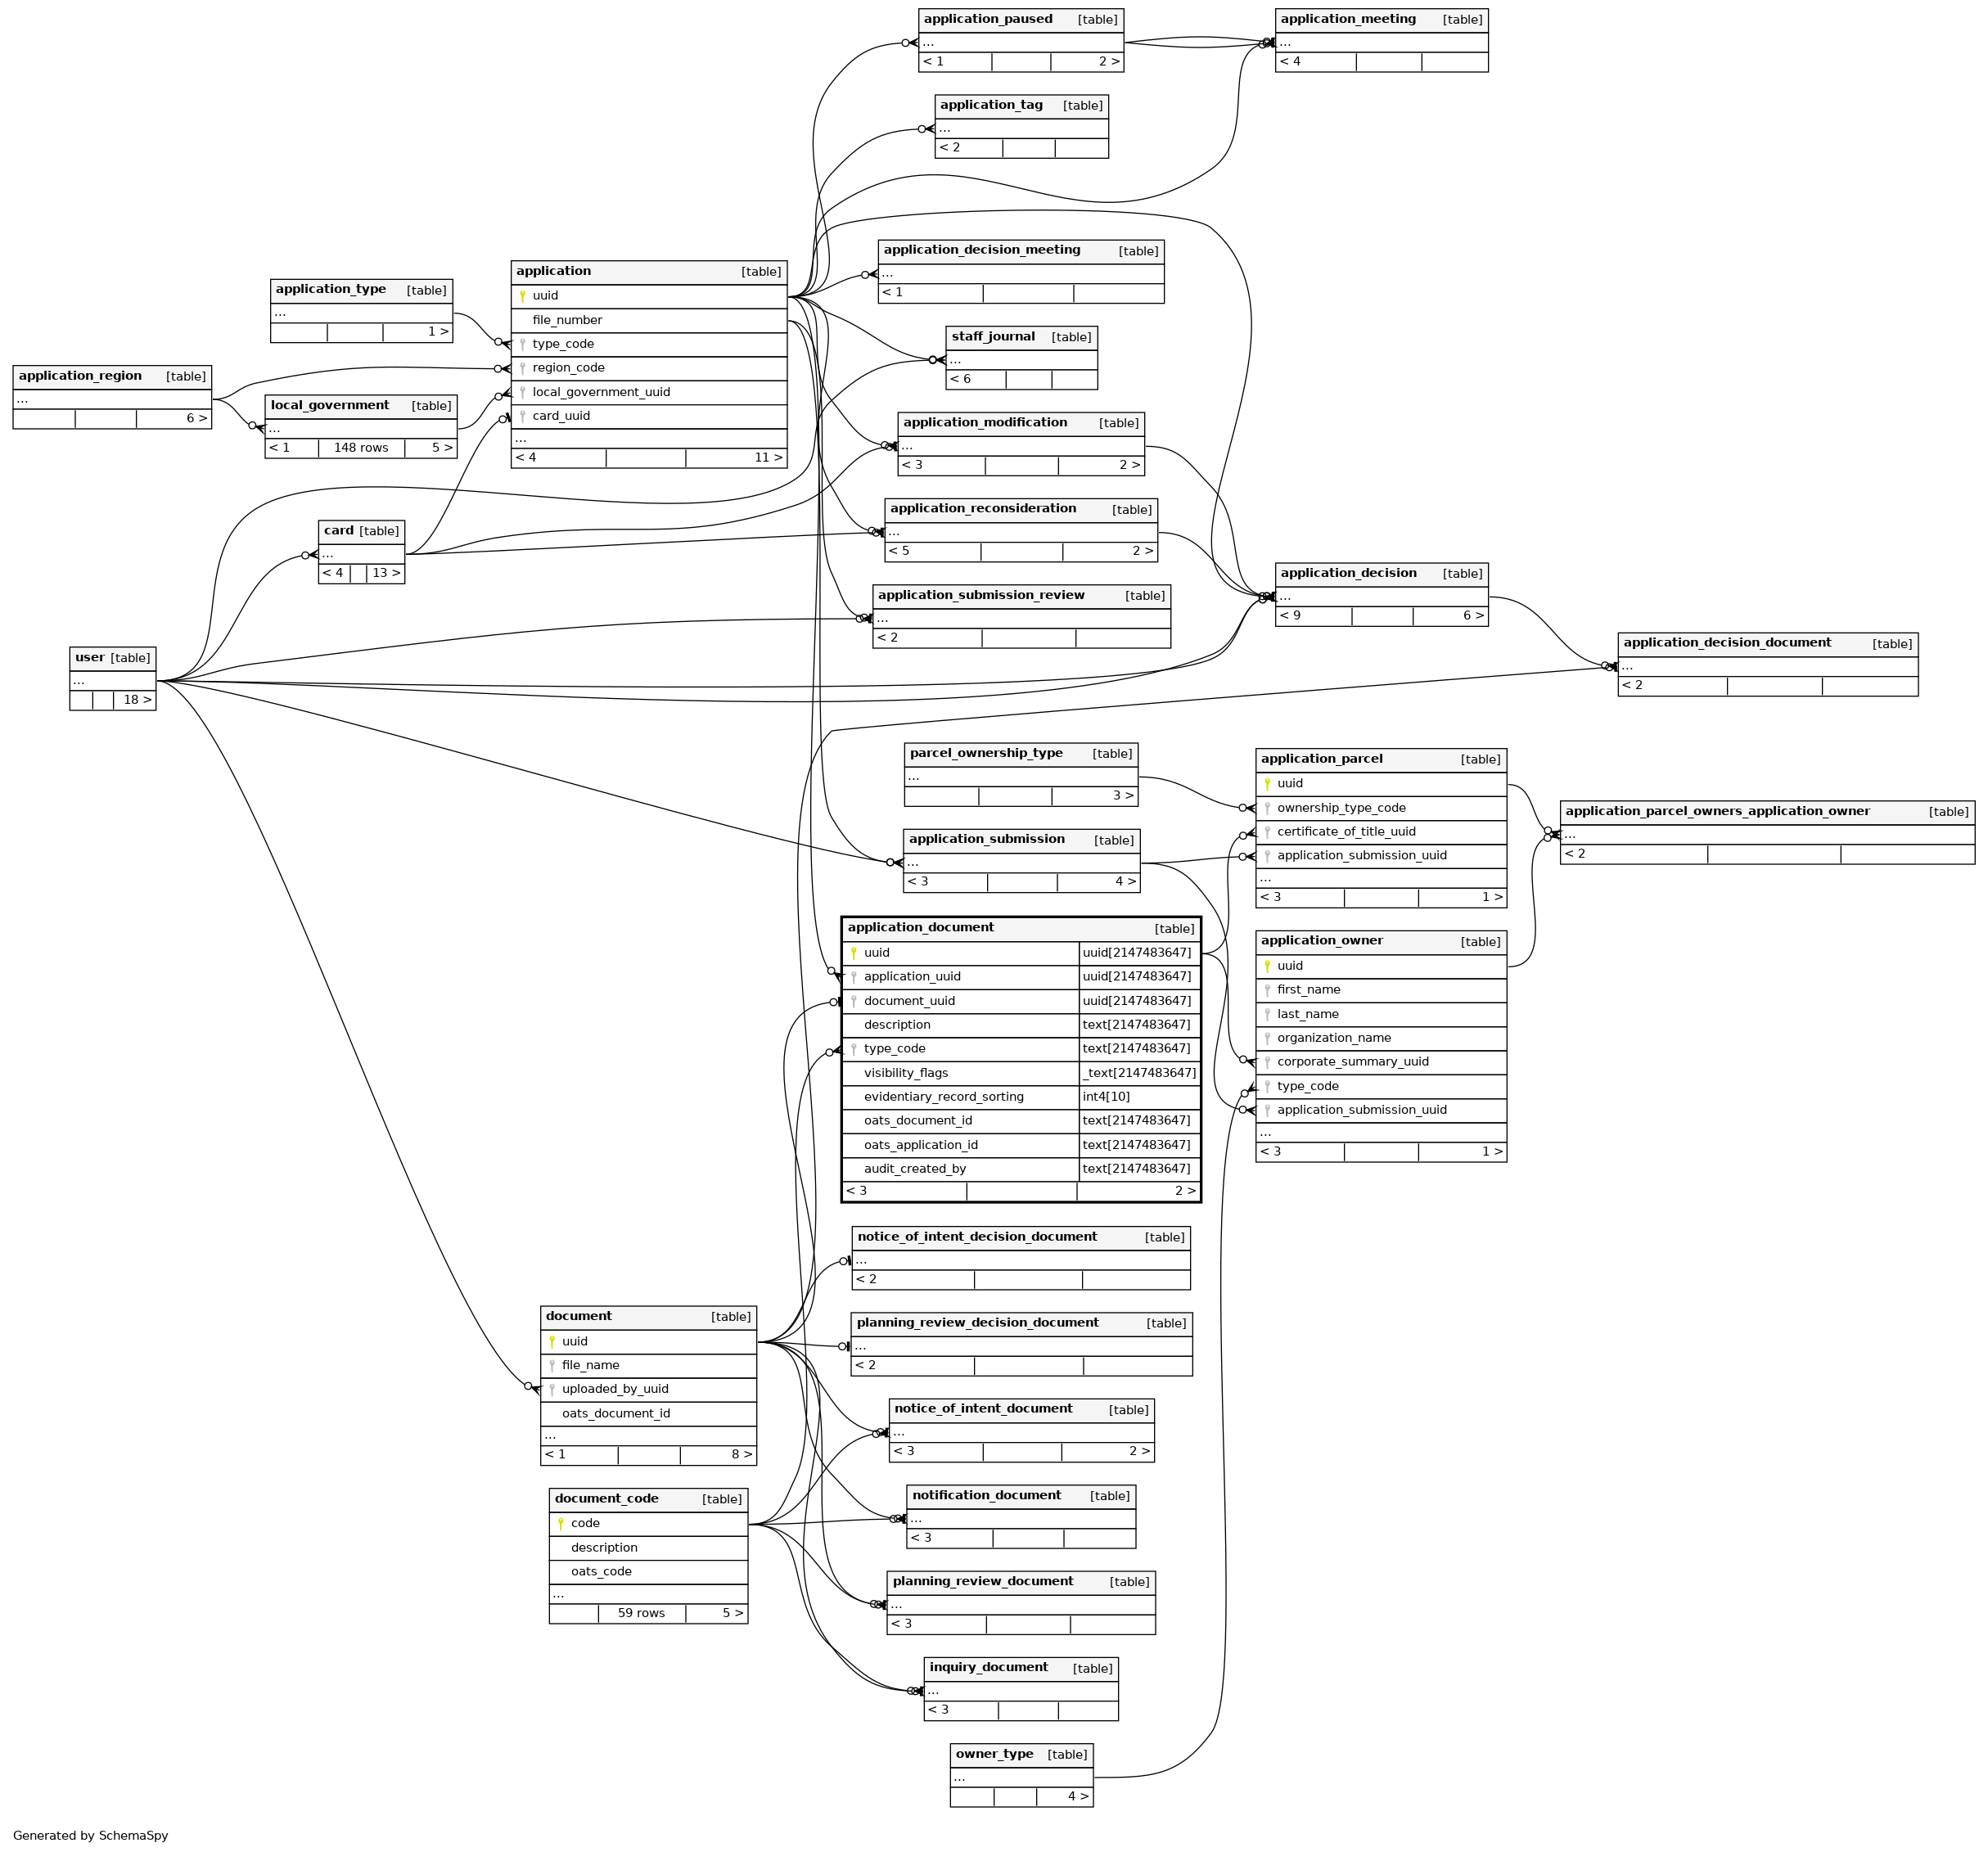 application_paused [table]
...
< 1 2 >
application_meeting [table]
...
< 4
application_tag [table]
...
< 2
application_decision_meeting [table]
...
< 1
application [table]
uuid
file_number
type_code
region_code
local_government_uuid
card_uuid
...
< 4 11 >
application_type [table]
...
1 >
staff_journal [table]
...
< 6
application_region [table]
...
6 >
local_government [table]
...
< 1 148 rows 5 >
application_modification [table]
...
< 3 2 >
application_reconsideration [table]
...
< 5 2 >
card [table]
...
< 4 13 >
application_decision [table]
...
< 9 6 >
application_submission_review [table]
...
< 2
application_decision_document [table]
...
< 2
user [table]
...
18 >
parcel_ownership_type [table]
...
3 >
application_parcel [table]
uuid
ownership_type_code
certificate_of_title_uuid
application_submission_uuid
...
< 3 1 >
application_parcel_owners_application_owner [table]
...
< 2
application_submission [table]
...
< 3 4 >
application_document [table]
uuid uuid[2147483647]
application_uuid uuid[2147483647]
document_uuid uuid[2147483647]
description text[2147483647]
type_code text[2147483647]
visibility_flags _text[2147483647]
evidentiary_record_sorting int4[10]
oats_document_id text[2147483647]
oats_application_id text[2147483647]
audit_created_by text[2147483647]
< 3 2 >
application_owner [table]
uuid
first_name
last_name
organization_name
corporate_summary_uuid
type_code
application_submission_uuid
...
< 3 1 >
notice_of_intent_decision_document [table]
...
< 2
document [table]
uuid
file_name
uploaded_by_uuid
oats_document_id
...
< 1 8 >
planning_review_decision_document [table]
...
< 2
notice_of_intent_document [table]
...
< 3 2 >
document_code [table]
code
description
oats_code
...
59 rows 5 >
notification_document [table]
...
< 3
planning_review_document [table]
...
< 3
inquiry_document [table]
...
< 3
owner_type [table]
...
4 >
Generated by SchemaSpy